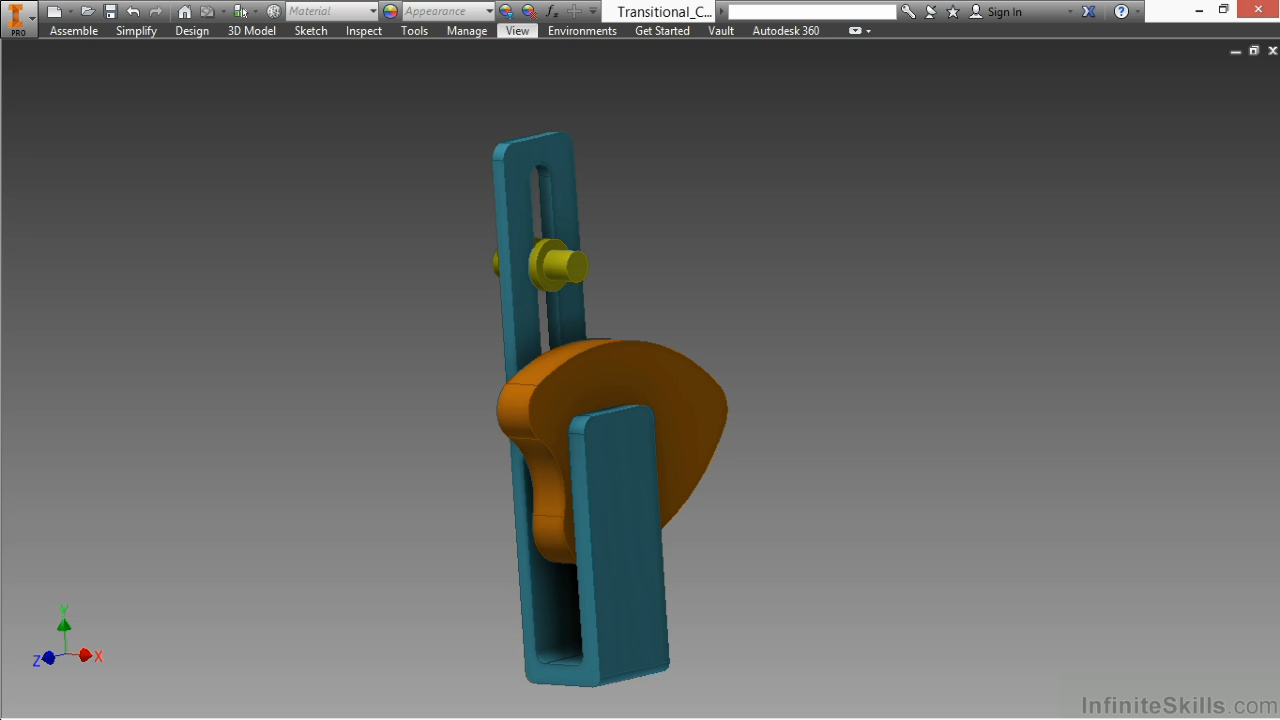 Material
Appearance
fx
Transitional_C...
Sign In
PRO
Assemble Simplify Design 3D Model Sketch Inspect Tools Manage View Environments Get Started Vault Autodesk 360
Y
Z
X
InfiniteSkills.com